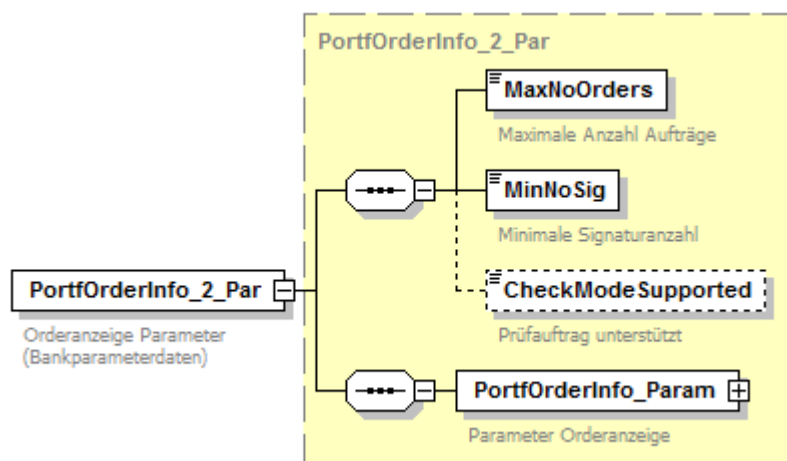 PortfOrderInfo_2_Par
MaxNoOrders
Maximale Anzahl Aufträge
MinNoSig
Minimale Signaturanzahl
PortfOrderInfo_2_Par
Orderanzeige Parameter
(Bankparameterdaten)
CheckModeSupported
Prüfauftrag unterstützt
PortfOrderInfo_Param
Parameter Orderanzeige